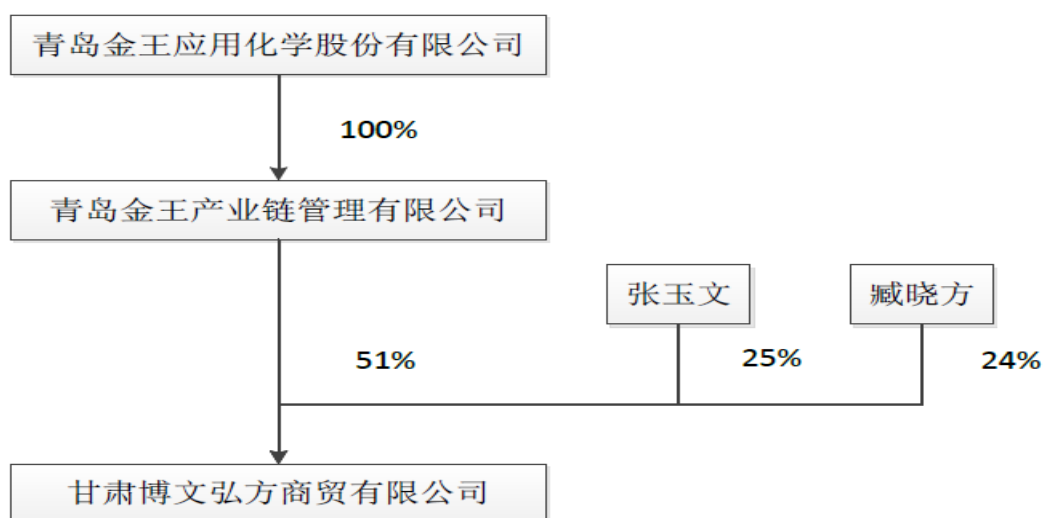 青岛金王应用化学股份有限公司
100%
青岛金王产业链管理有限公司
张玉文
臧晓方
51%
25%
24%
甘肃博文弘方商贸有限公司